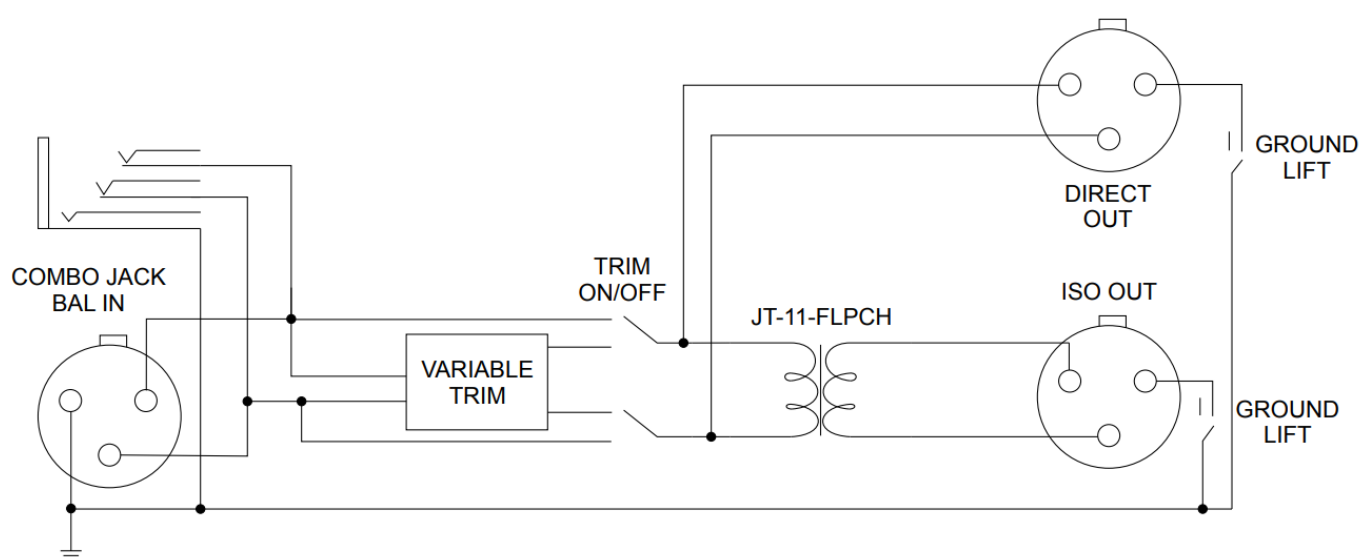 DIRECT
OUT
GROUND
LIFT
COMBO JACK
BAL IN
TRIM
ON/OFF
JT-11-FLPCH
ISO OUT
VARIABLE
TRIM
GROUND
LIFT